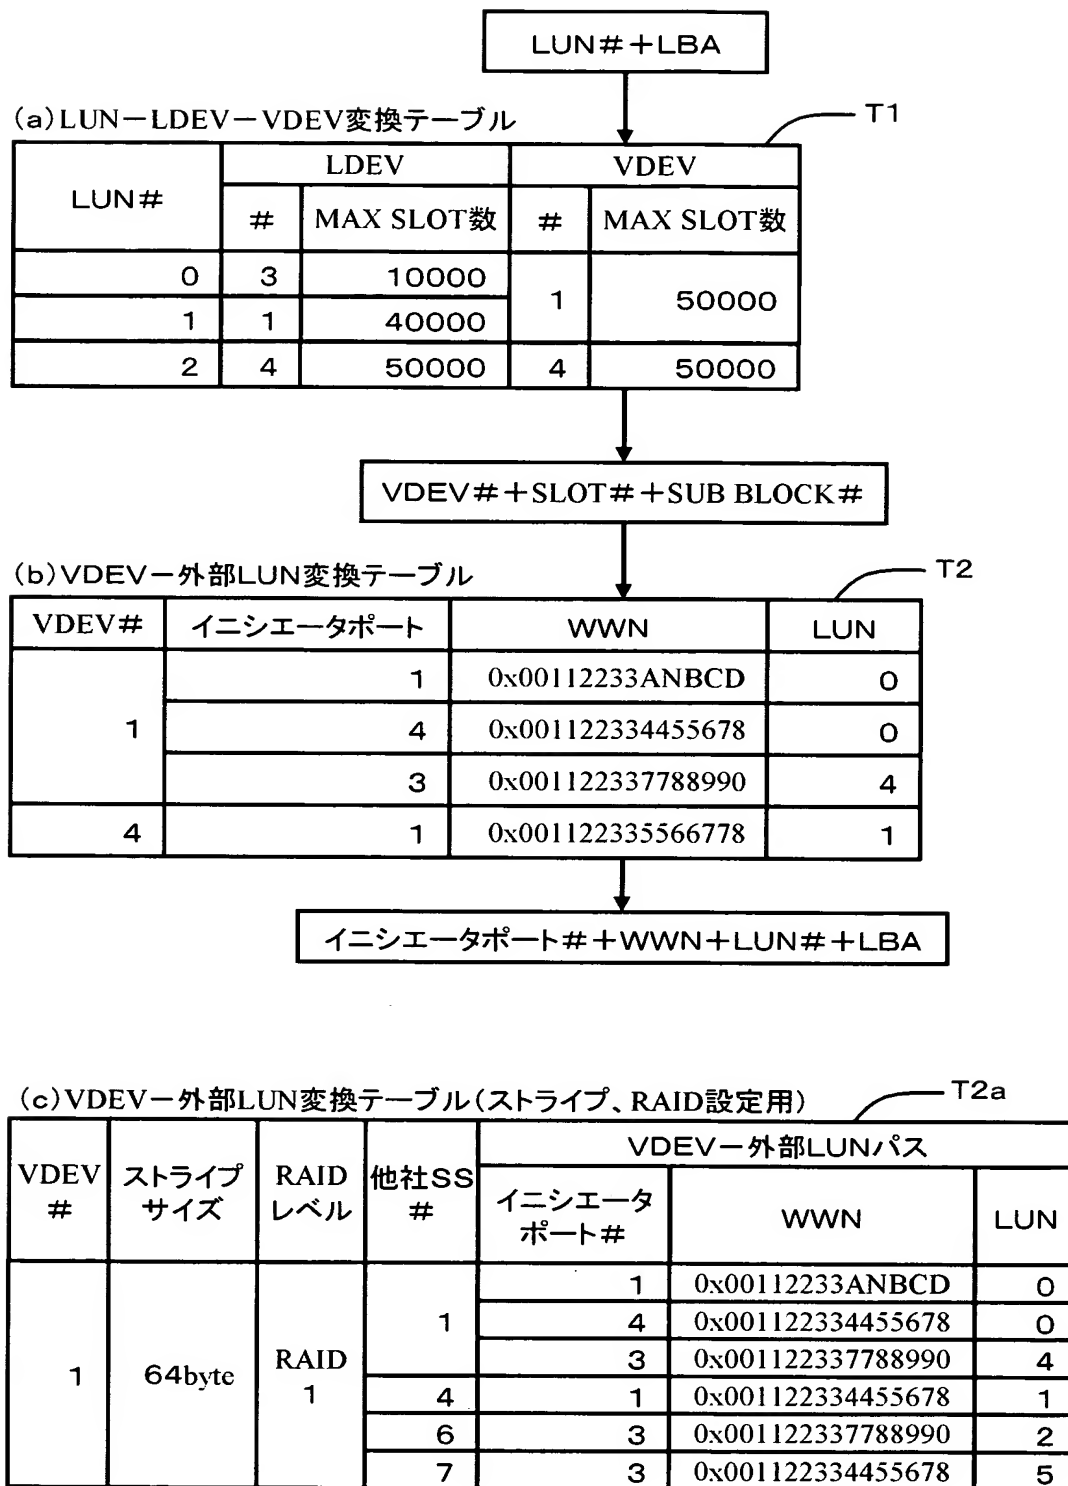 LUN#+LBA
(a)LUN-LDEV-VDEV変換テーブル
T1
LUN# LDEV VDEV
# MAX SLOT数 # MAX SLOT数
0 3 10000 1 50000
1 1 40000
2 4 50000 4 50000
VDEV#+SLOT#+SUB BLOCK#
(b)VDEV-外部LUN変換テーブル
T2
VDEV# イニシエータポート WWN LUN
1 1 0x00112233ANBCD 0
4 0x001122334455678 0
3 0x001122337788990 4
4 1 0x001122335566778 1
イニシエータポート#+WWN+LUN#+LBA
(c)VDEV-外部LUN変換テーブル(ストライプ、RAID設定用)
T2a
VDEV-外部LUNパス
VDEV ストライプ RAID 他社SS イニシエータ WWN LUN
# サイズ レベル # ポート#
1 64byte RAID 1 1 1 0x00112233ANBCD 0
4 0x001122334455678 0
3 0x001122337788990 4
4 1 0x001122334455678 1
6 3 0x001122337788990 2
7 3 0x001122334455678 5